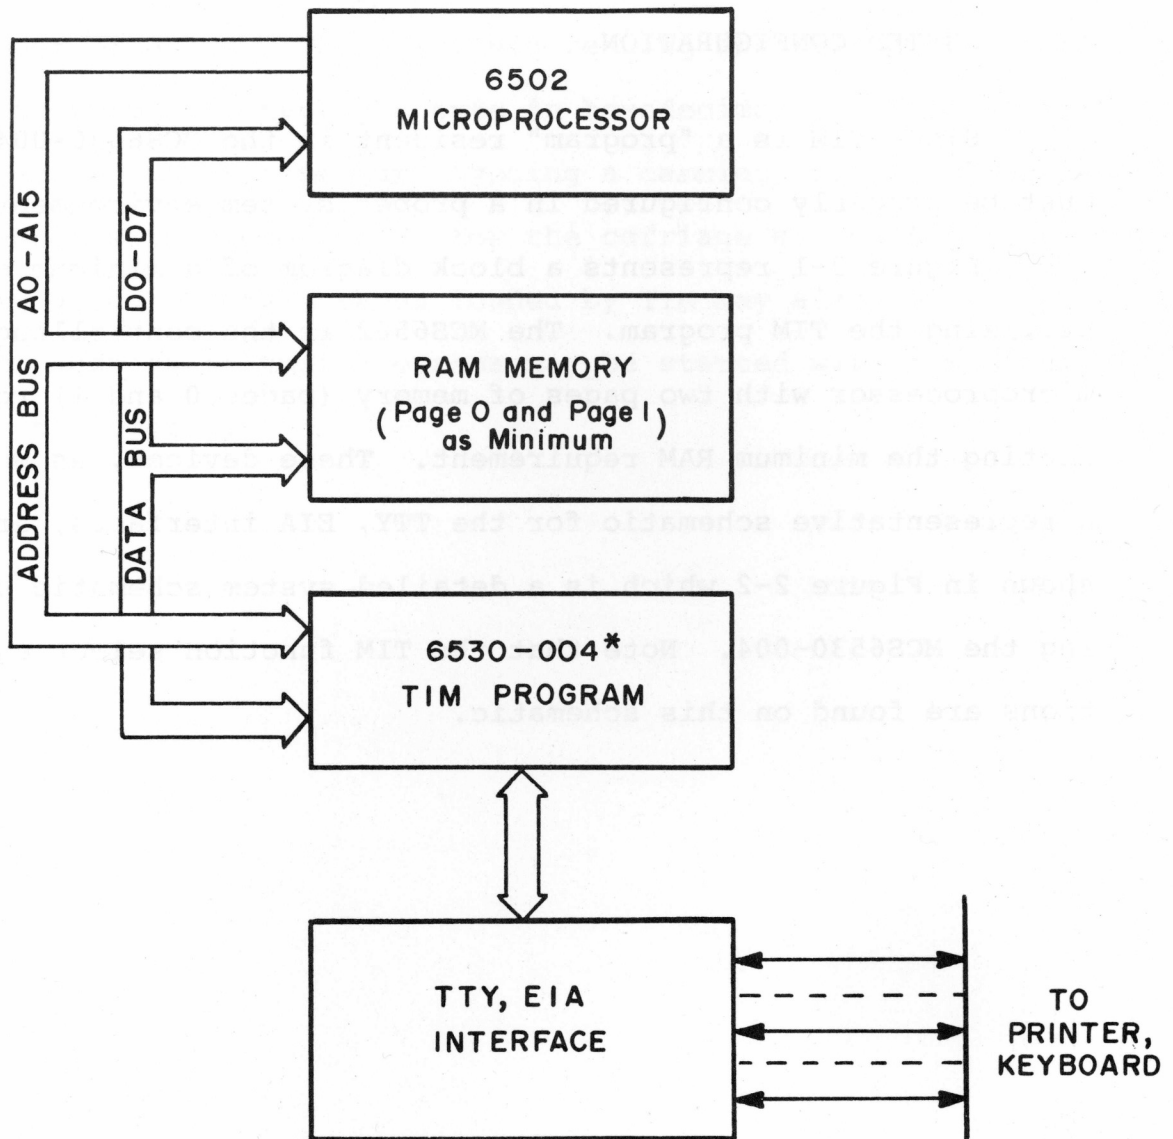 6502
MICROPROCESSOR
ADDRESS BUS A0-A15
DATA BUS D0-D7
RAM MEMORY
(Page 0 and Page 1)
as Minimum
6530-004*
TIM PROGRAM
TTY, EIA
INTERFACE
TO
PRINTER,
KEYBOARD